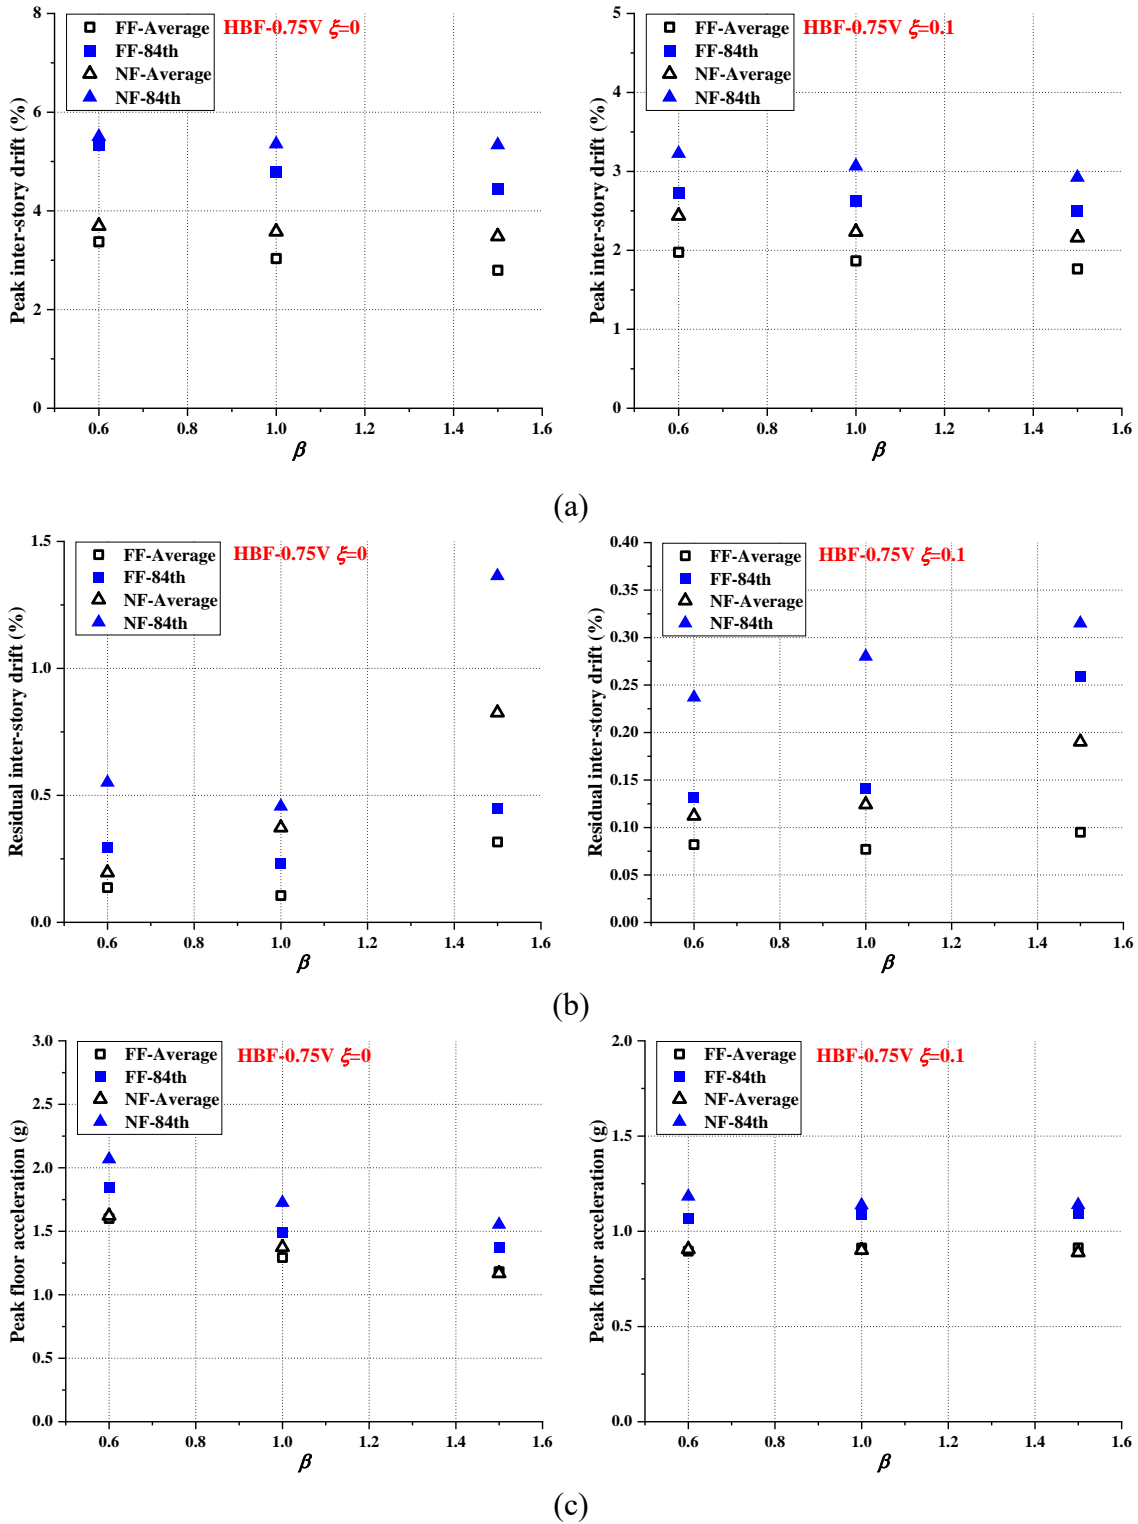 HBF-0.75V ξ=0
FF-Average
FF-84th
NF-Average
NF-84th
Peak inter-story drift (%)
8
6
4
2
0
0.6
0.8
1.0
1.2
1.4
1.6
β
HBF-0.75V ξ=0.1
FF-Average
FF-84th
NF-Average
NF-84th
Peak inter-story drift (%)
5
4
3
2
1
0
0.6
0.8
1.0
1.2
1.4
1.6
β
(a)
HBF-0.75V ξ=0
FF-Average
FF-84th
NF-Average
NF-84th
Residual inter-story drift (%)
1.5
1.0
0.5
0.0
0.6
0.8
1.0
1.2
1.4
1.6
β
HBF-0.75V ξ=0.1
FF-Average
FF-84th
NF-Average
NF-84th
Residual inter-story drift (%)
0.40
0.35
0.30
0.25
0.20
0.15
0.10
0.05
0.00
0.6
0.8
1.0
1.2
1.4
1.6
β
(b)
HBF-0.75V ξ=0
FF-Average
FF-84th
NF-Average
NF-84th
Peak floor acceleration (g)
3.0
2.5
2.0
1.5
1.0
0.5
0.0
0.6
0.8
1.0
1.2
1.4
1.6
β
HBF-0.75V ξ=0.1
FF-Average
FF-84th
NF-Average
NF-84th
Peak floor acceleration (g)
2.0
1.5
1.0
0.5
0.0
0.6
0.8
1.0
1.2
1.4
1.6
β
(c)